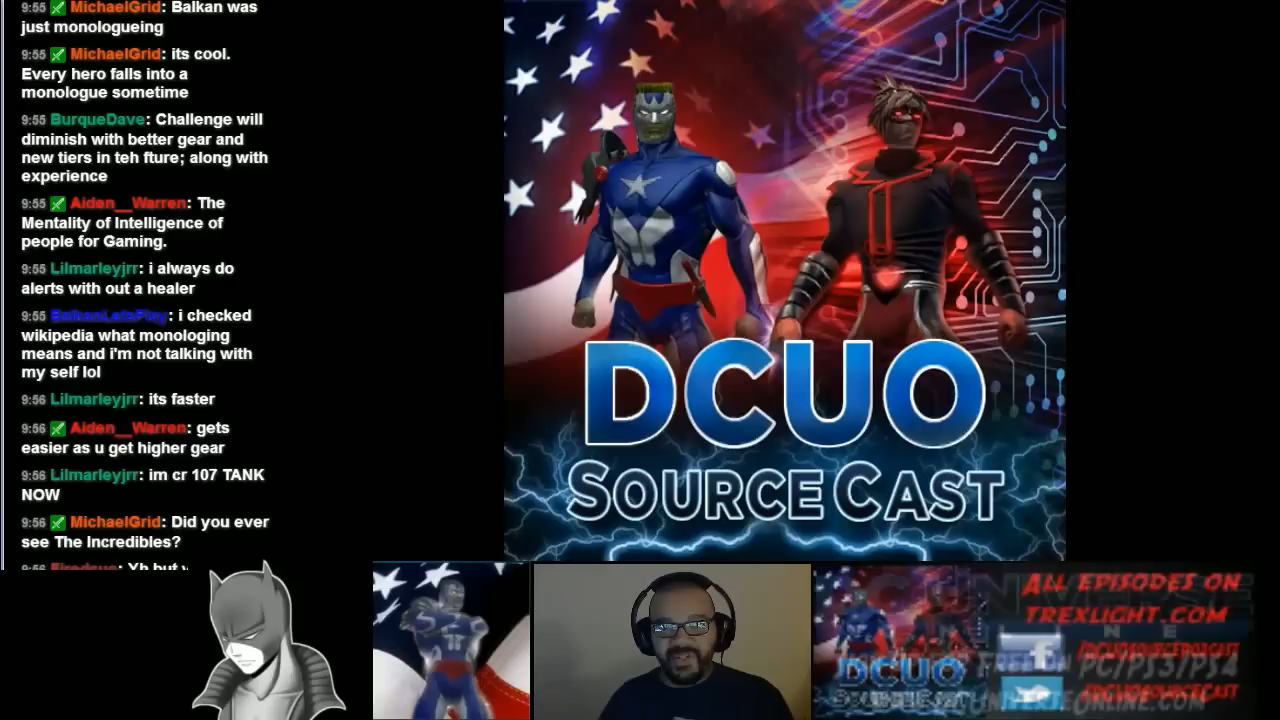 9:55 MichaelGrid: Balkan was
just monologueing
9:55 MichaelGrid: its cool.
Every hero falls into a
monologue sometime
9:55 BurqueDave: Challenge will
diminish with better gear and
new tiers in teh fture; along with
experience
9:55 Aiden__Warren: The
Mentality of Intelligence of
people for Gaming.
9:55 Lilmarleyjrr: i always do
alerts with out a healer
9:55 BalkanLetsPlay: i checked
wikipedia what monologing
means and i'm not talking with
my self lol
9:56 Lilmarleyjrr: its faster
9:56 Aiden__Warren: gets
easier as u get higher gear
9:56 Lilmarleyjrr: im cr 107 TANK
NOW
9:56 MichaelGrid: Did you ever
see The Incredibles?
9:56 Yh but
DCUO
SOURCECAST
DCUO
SOURCECAST
ALL EPISODES ON
TREXLIGHT.COM
FREE ON PC/PS3/PS4